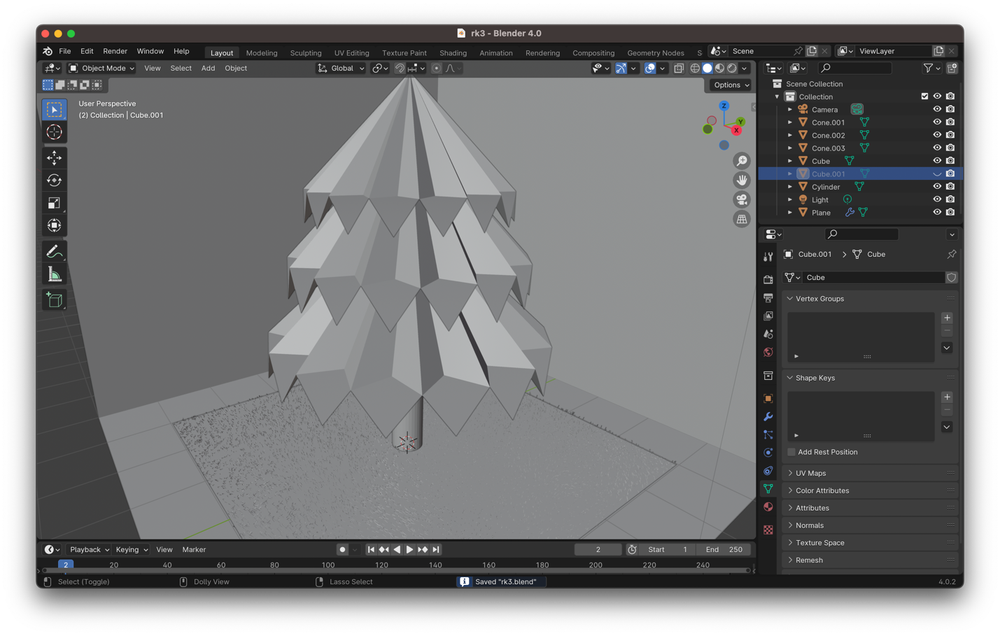 rk3 - Blender 4.0
File Edit Render Window Help Layout Modeling Sculpting UV Editing Texture Paint Shading Animation Rendering Compositing Geometry Nodes S Scene ViewLayer
Object Mode View Select Add Object Global
Options
User Perspective
(2) Collection | Cube.001
Z
Y
X
Scene Collection
Collection
Camera
Cone.001
Cone.002
Cone.003
Cube
Cube.001
Cylinder
Light
Plane
Cube.001 > Cube
Cube
Vertex Groups
Shape Keys
Add Rest Position
UV Maps
Color Attributes
Attributes
Normals
Texture Space
Remesh
Playback Keying View Marker 2 Start 1 End 250
2 20 40 60 80 100 120 140 160 180 200 220 240
Select (Toggle) Dolly View Lasso Select Saved "rk3.blend" 4.0.2